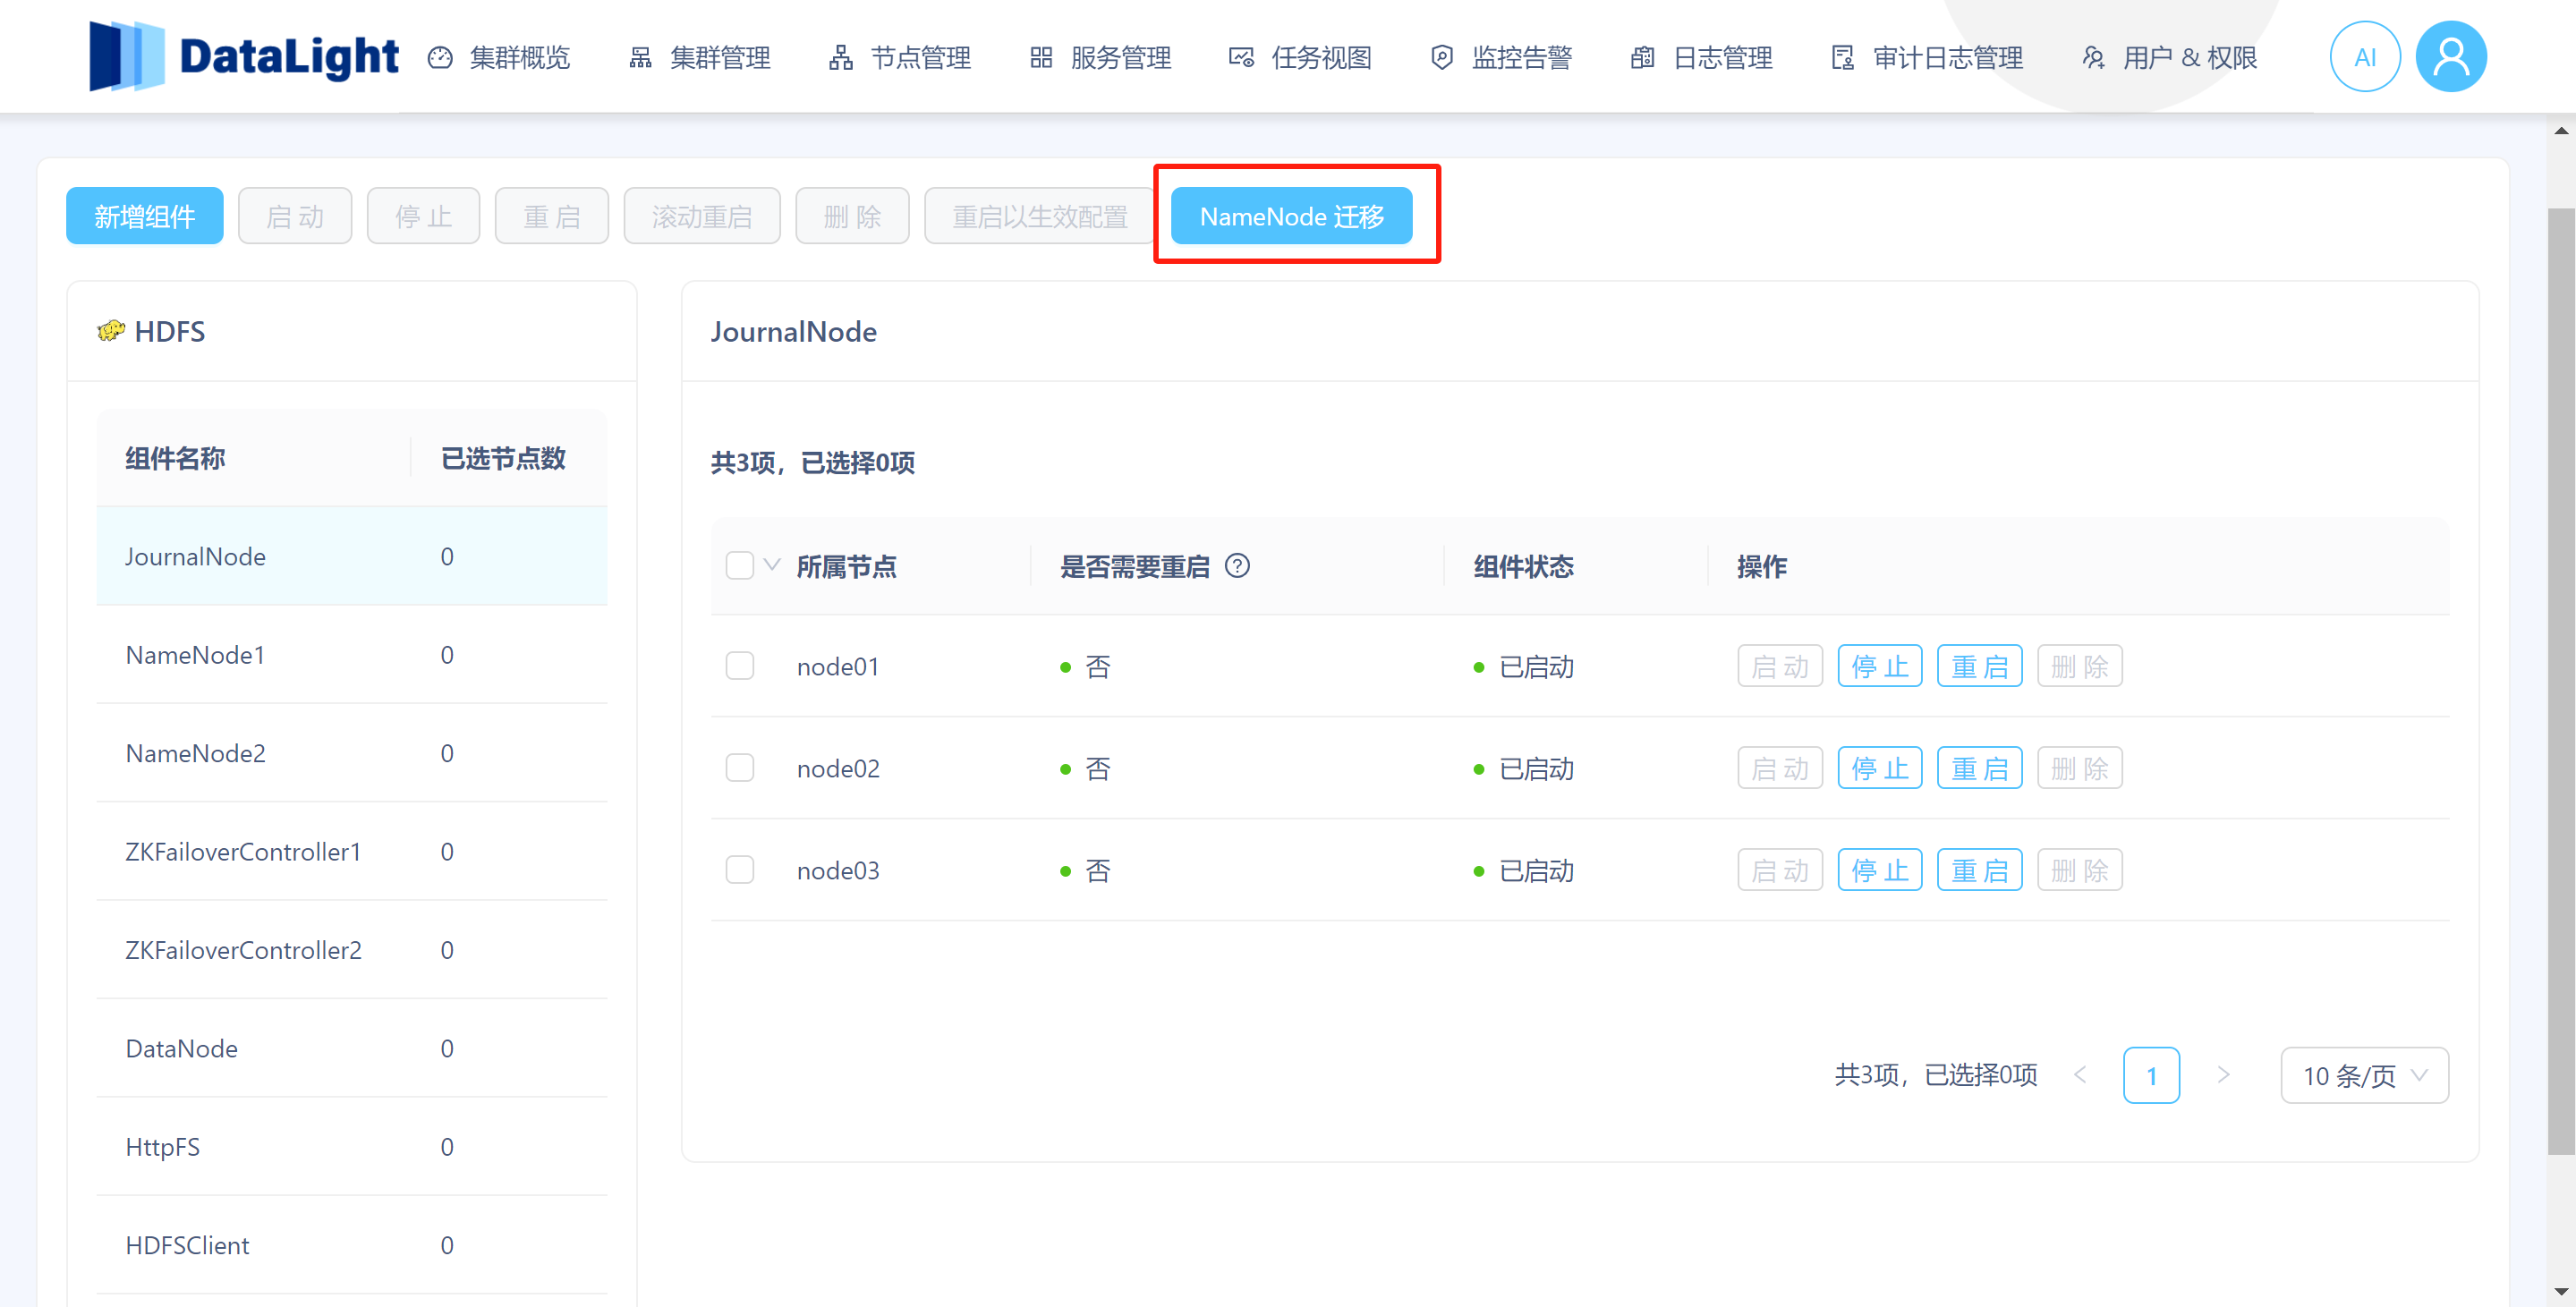 DataLight 集群概览 集群管理 节点管理 服务管理 任务视图 监控告警 日志管理 审计日志管理 用户 & 权限 AI
新增组件 启 动 停 止 重 启 滚动重启 删 除 重启以生效配置 NameNode 迁移
HDFS
组件名称 已选节点数
JournalNode 0
NameNode1 0
NameNode2 0
ZKFailoverController1 0
ZKFailoverController2 0
DataNode 0
HttpFS 0
HDFSClient 0
JournalNode
共3项，已选择0项
所属节点 是否需要重启 组件状态 操作
node01 否 已启动 启 动 停 止 重 启 删 除
node02 否 已启动 启 动 停 止 重 启 删 除
node03 否 已启动 启 动 停 止 重 启 删 除
共3项，已选择0项 < 1 > 10 条/页